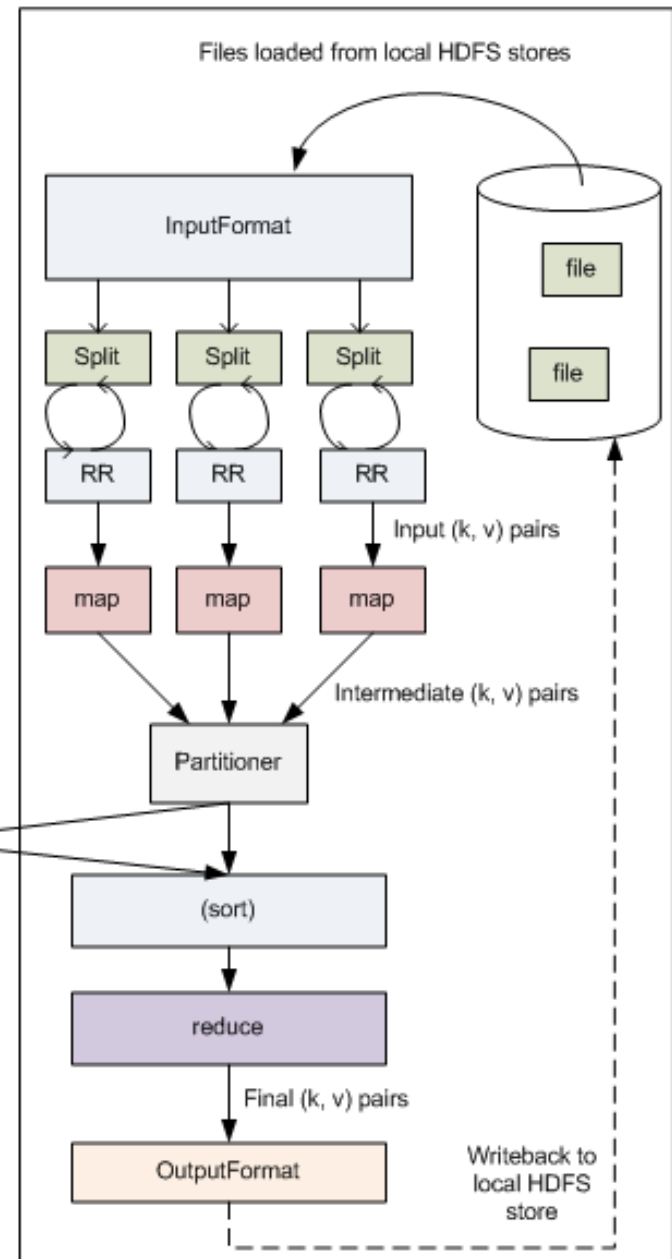 Files loaded from local HDFS stores
InputFormat
file
Split
Split
Split
file
RR
RR
RR
Input (k, v) pairs
map
map
map
Intermediate (k, v) pairs
Partitioner
(sort)
reduce
Final (k, v) pairs
OutputFormat
Writeback to
local HDFS
store